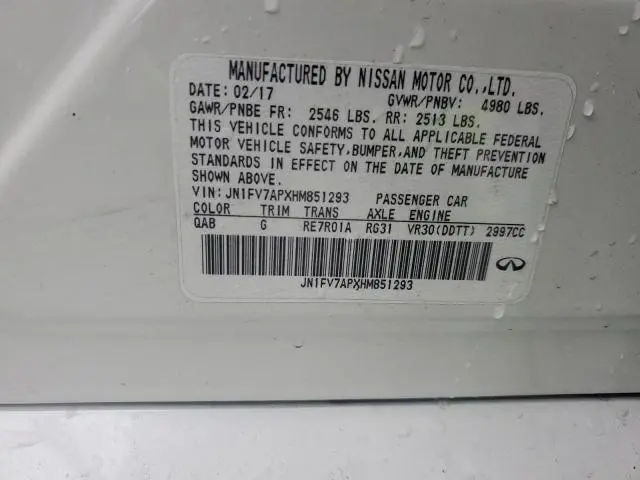 MANUFACTURED BY NISSAN MOTOR CO.,LTD.
DATE: 02/17 GVWR/PNBV: 4980 LBS.
GAWR/PNBE FR: 2546 LBS. RR: 2513 LBS.
THIS VEHICLE CONFORMS TO ALL APPLICABLE FEDERAL
MOTOR VEHICLE SAFETY,BUMPER,AND THEFT PREVENTION
STANDARDS IN EFFECT ON THE DATE OF MANUFACTURE
SHOWN ABOVE.
VIN:JN1FV7APXHM851293 PASSENGER CAR
COLOR TRIM TRANS AXLE ENGINE
QAB G RE7R01A RG31 VR30(DDTT) 2997CC
JN1FV7APXHM851293